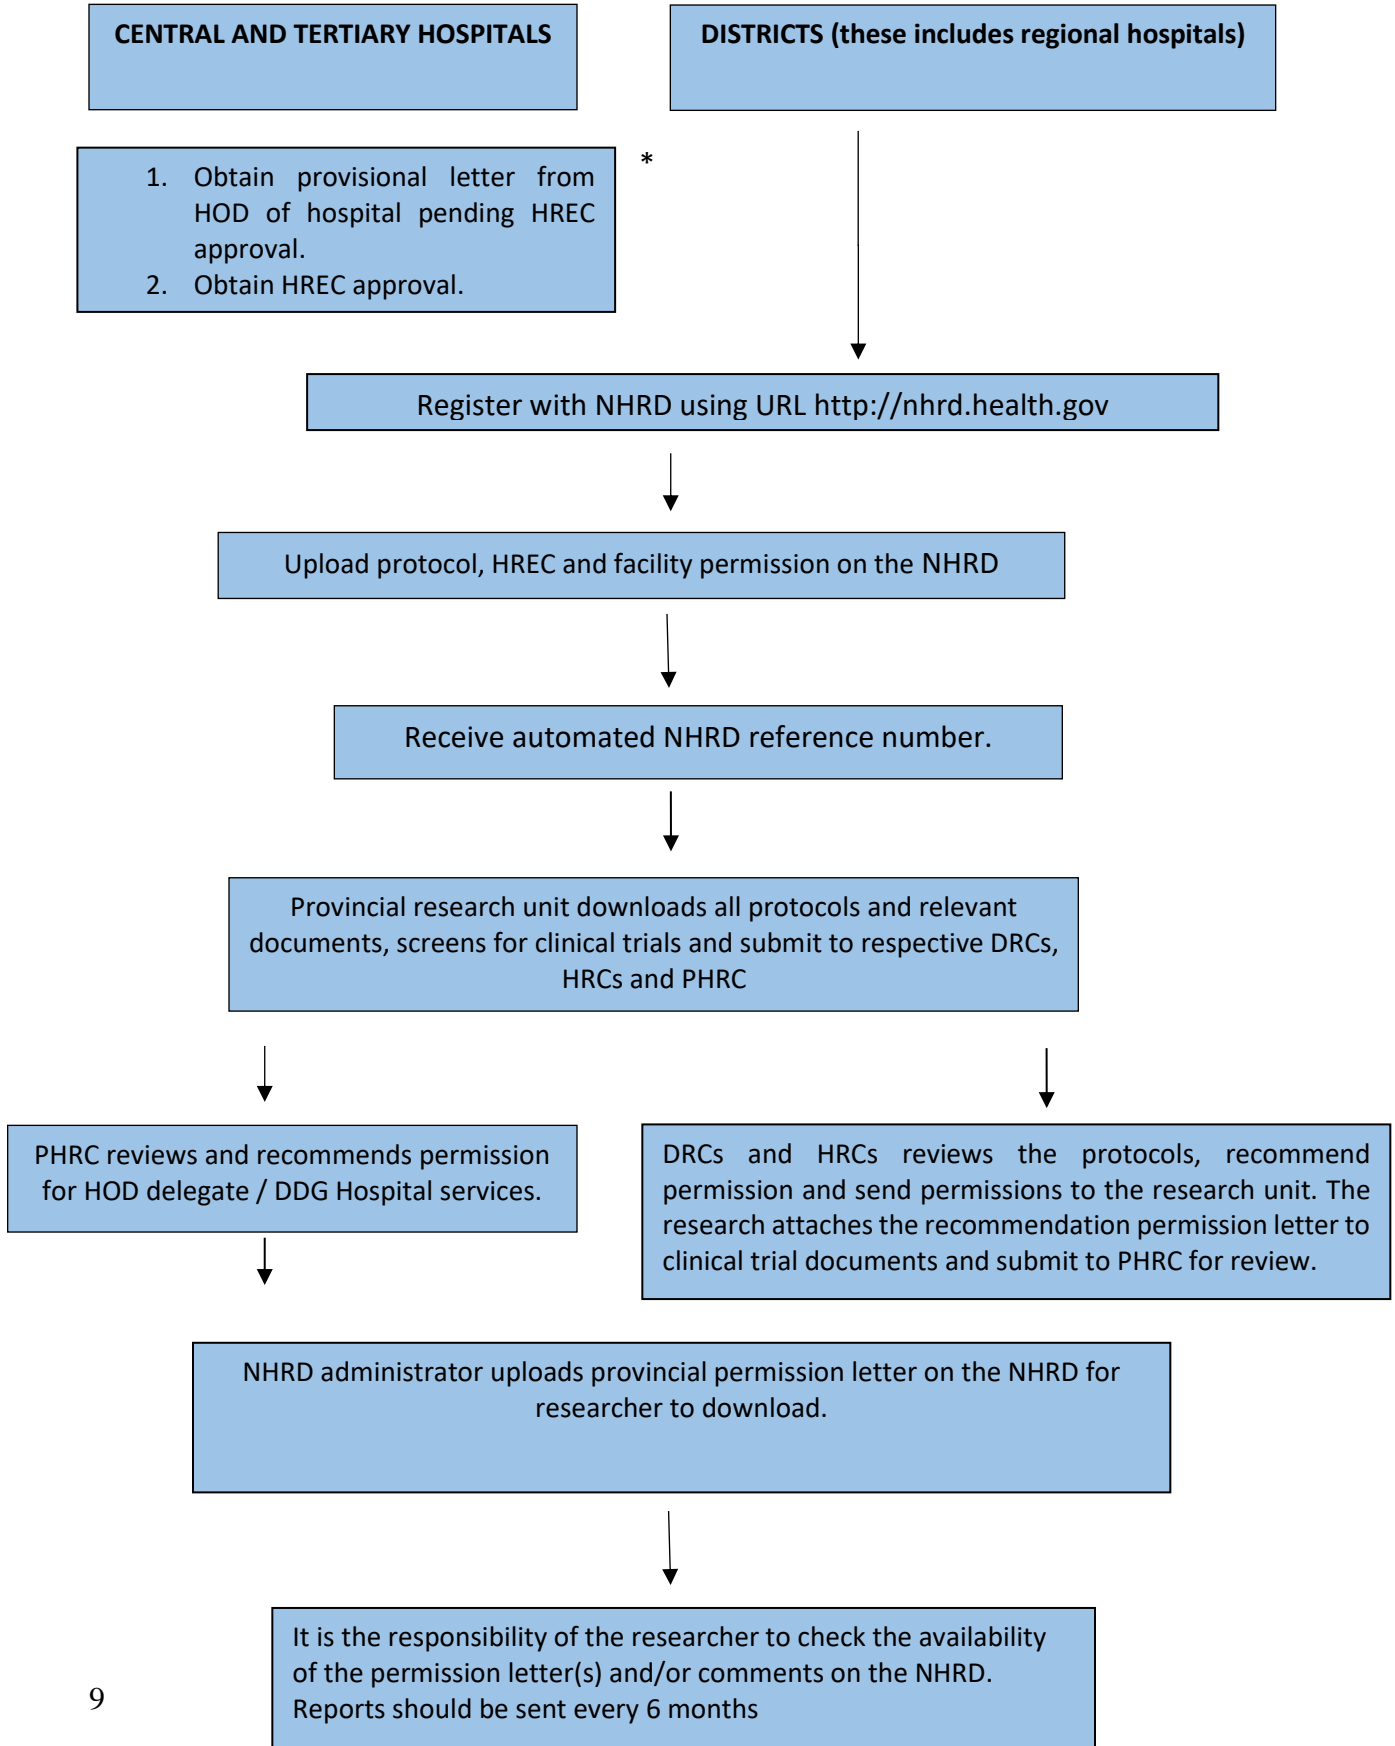 CENTRAL AND TERTIARY HOSPITALS
DISTRICTS (these includes regional hospitals)
*
1. Obtain provisional letter from
HOD of hospital pending HREC
approval.
2. Obtain HREC approval.
Register with NHRD using URL http://nhrd.health.gov
Upload protocol, HREC and facility permission on the NHRD
Receive automated NHRD reference number.
Provincial research unit downloads all protocols and relevant
documents, screens for clinical trials and submit to respective DRCs,
HRCs and PHRC
PHRC reviews and recommends permission
for HOD delegate / DDG Hospital services.
DRCs and HRCs reviews the protocols, recommend
permission and send permissions to the research unit. The
research attaches the recommendation permission letter to
clinical trial documents and submit to PHRC for review.
NHRD administrator uploads provincial permission letter on the NHRD for
researcher to download.
It is the responsibility of the researcher to check the availability
of the permission letter(s) and/or comments on the NHRD.
Reports should be sent every 6 months
9